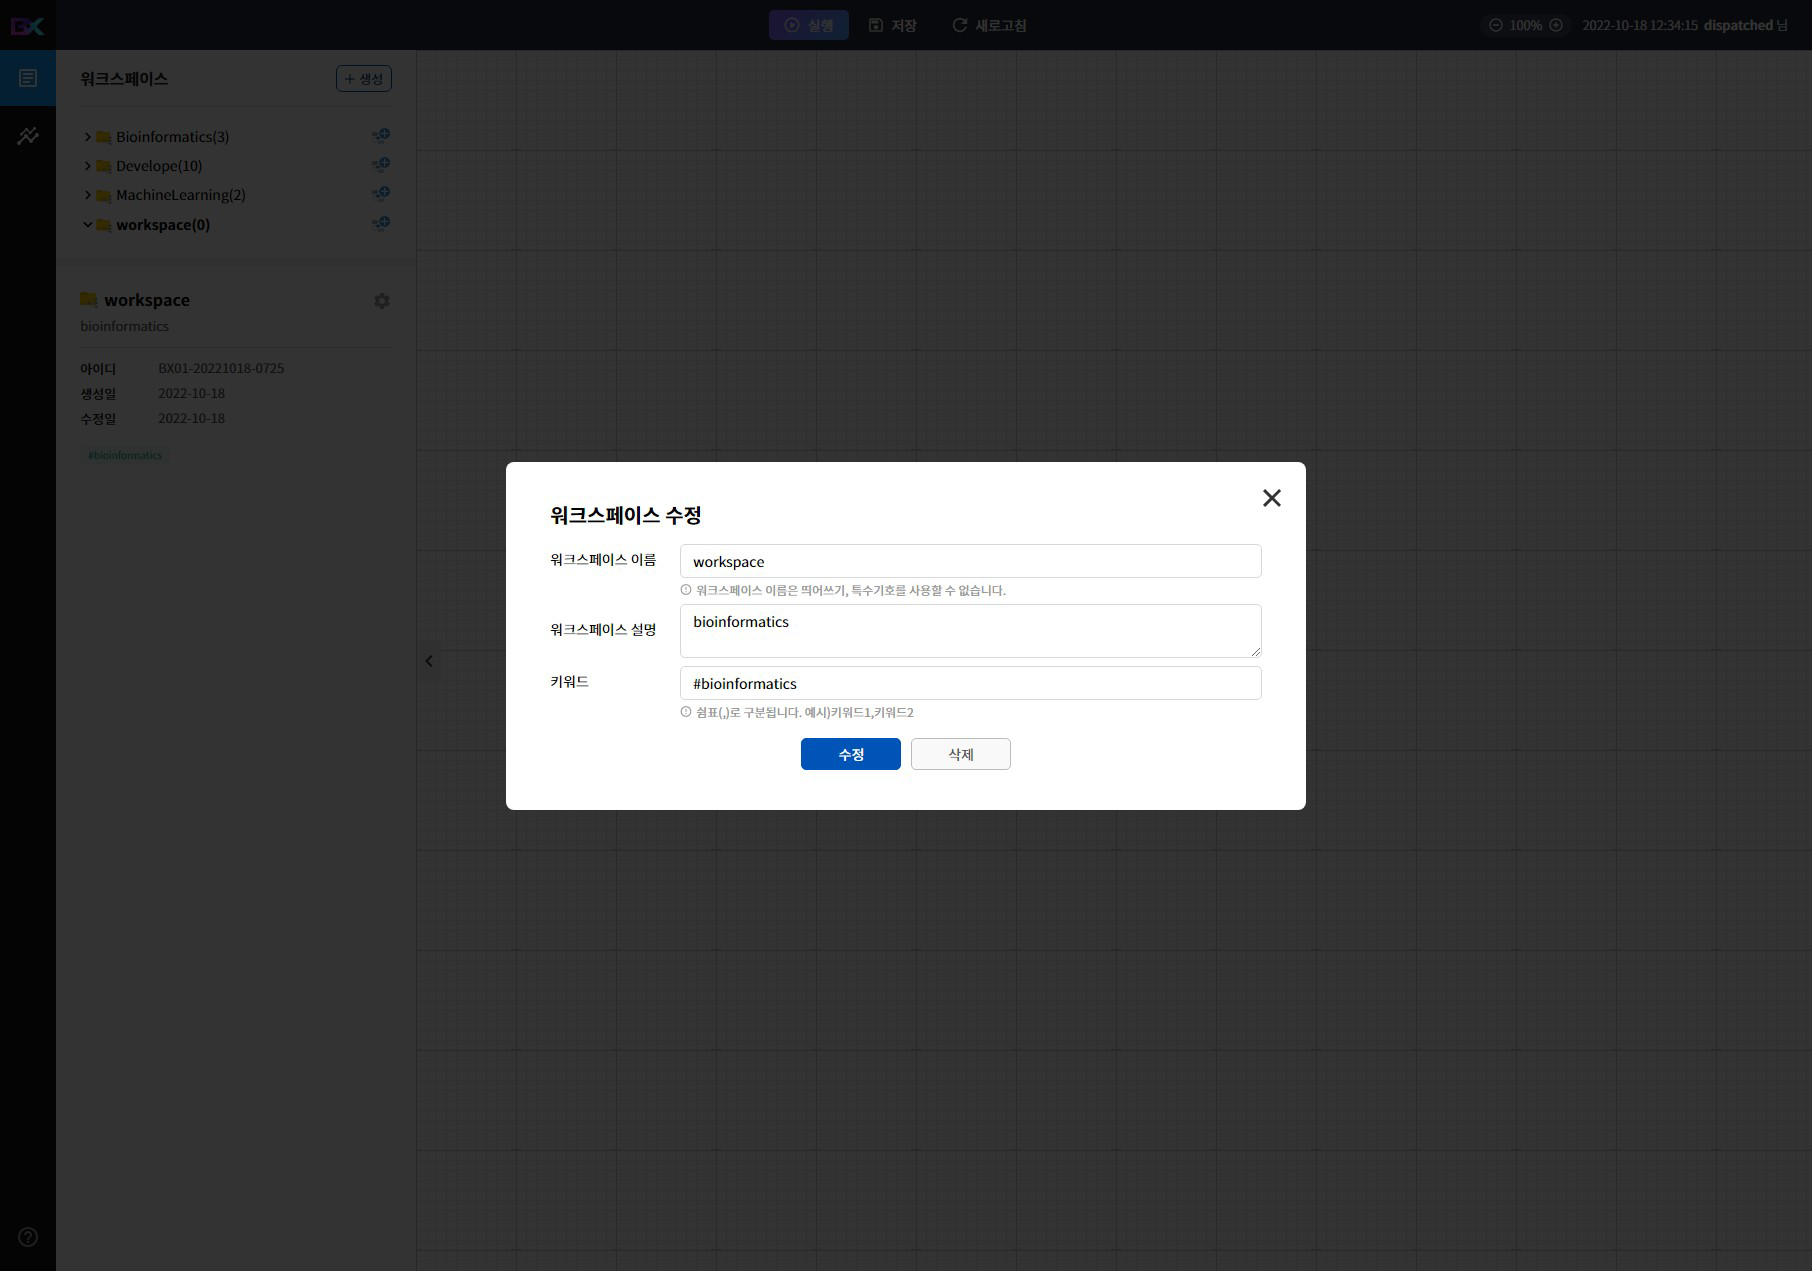 BX
실행
저장
새로고침
100%
2022-10-18 12:34:15 dispatched 님
워크스페이스
+ 생성
Bioinformatics(3)
Develope(10)
MachineLearning(2)
workspace(0)
workspace
bioinformatics
아이디 BX01-20221018-0725
생성일 2022-10-18
수정일 2022-10-18
#bioinformatics
워크스페이스 수정
워크스페이스 이름 workspace
워크스페이스 이름은 띄어쓰기, 특수기호를 사용할 수 없습니다.
워크스페이스 설명 bioinformatics
키워드 #bioinformatics
쉼표(,)로 구분됩니다. 예시)키워드1,키워드2
수정
삭제